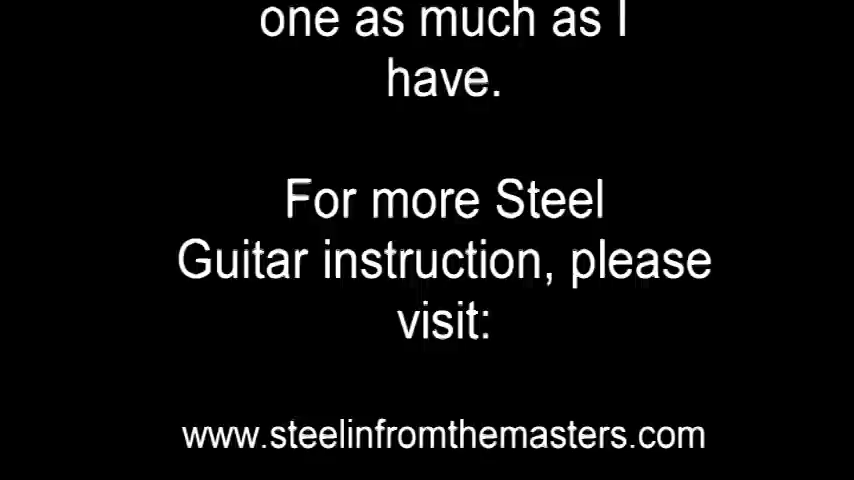 one as much as I
have.
For more Steel
Guitar instruction, please
visit:
www.steelinfromthemasters.com